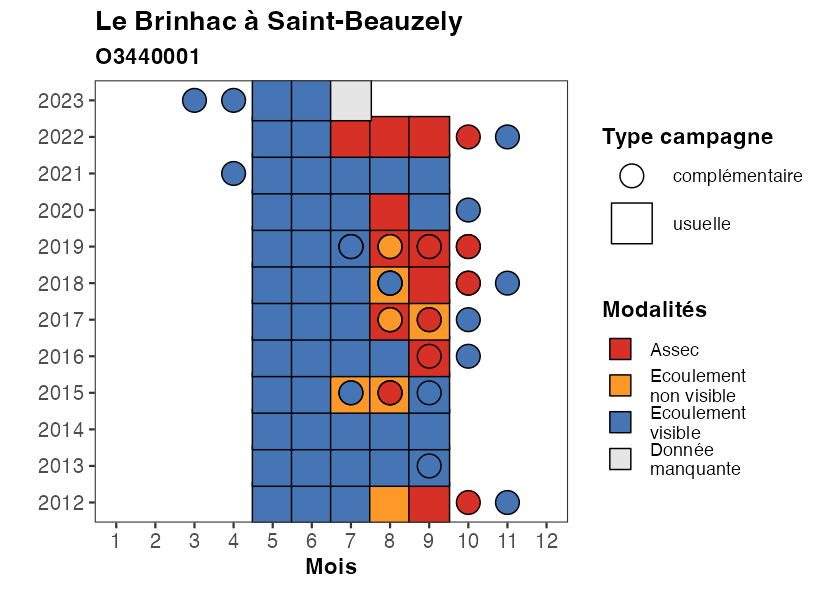 Le Brinhac à Saint-Beauzely
O3440001
2023
2022
2021
2020
2019
2018
2017
2016
2015
2014
2013
2012
1 2 3 4 5 6 7 8 9 10 11 12
Mois
Type campagne
complémentaire
usuelle
Modalités
Assec
Ecoulement
non visible
Ecoulement
visible
Donnée
manquante